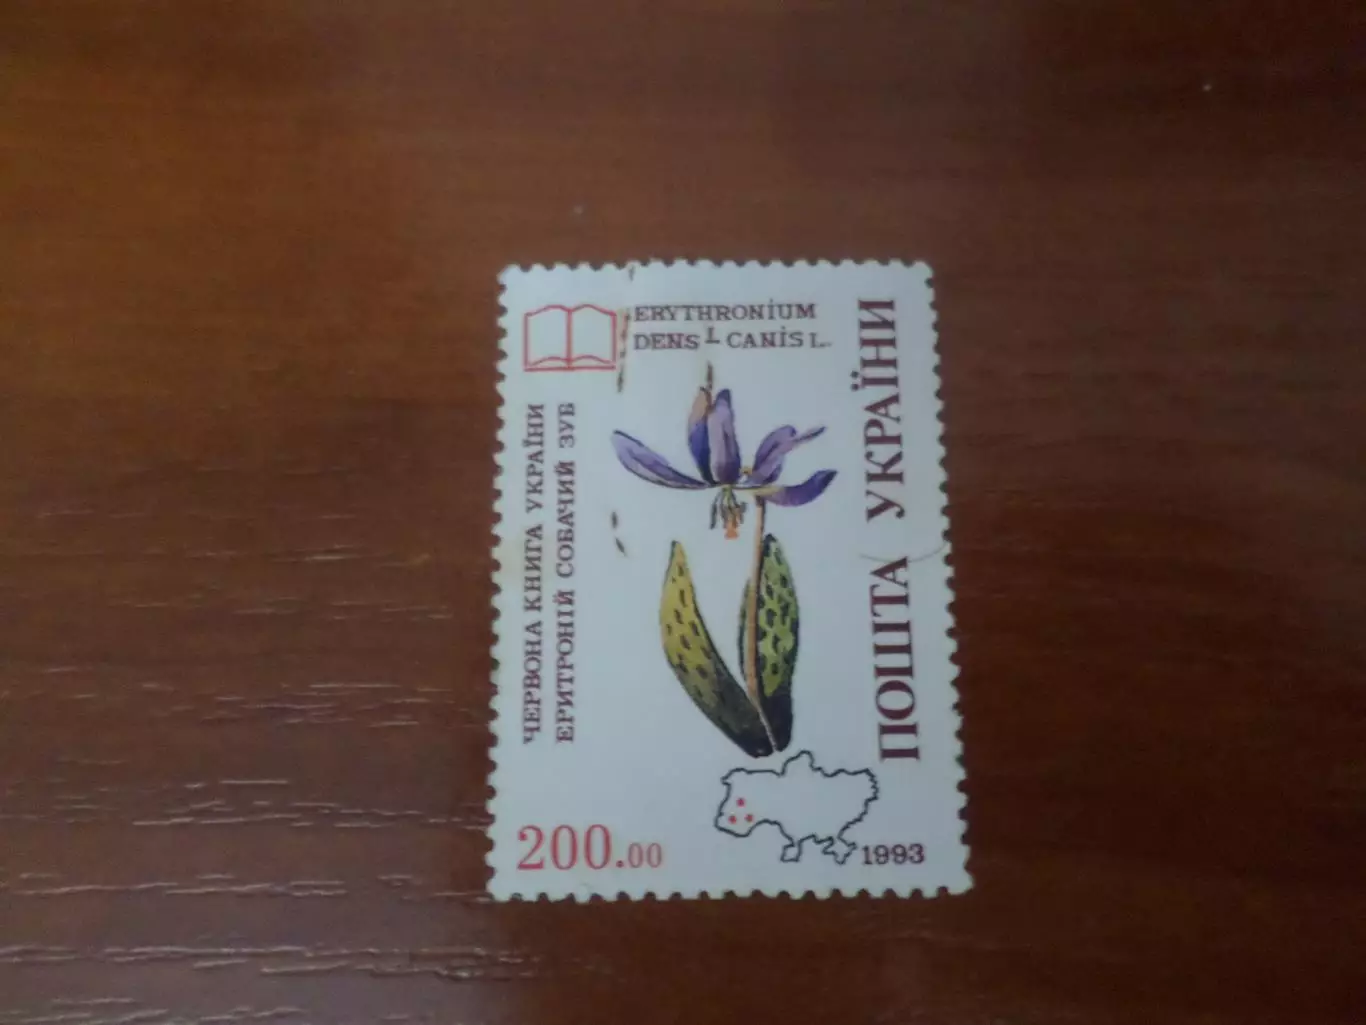 ERYTHRONIUM
DENS L CANIS L.
ЧЕРВОНА КНИГА УКРАЇНИ
ЕРИТРОНІЙ СОБАЧИЙ ЗУБ
ПОШТА УКРАЇНИ
200.00
1993